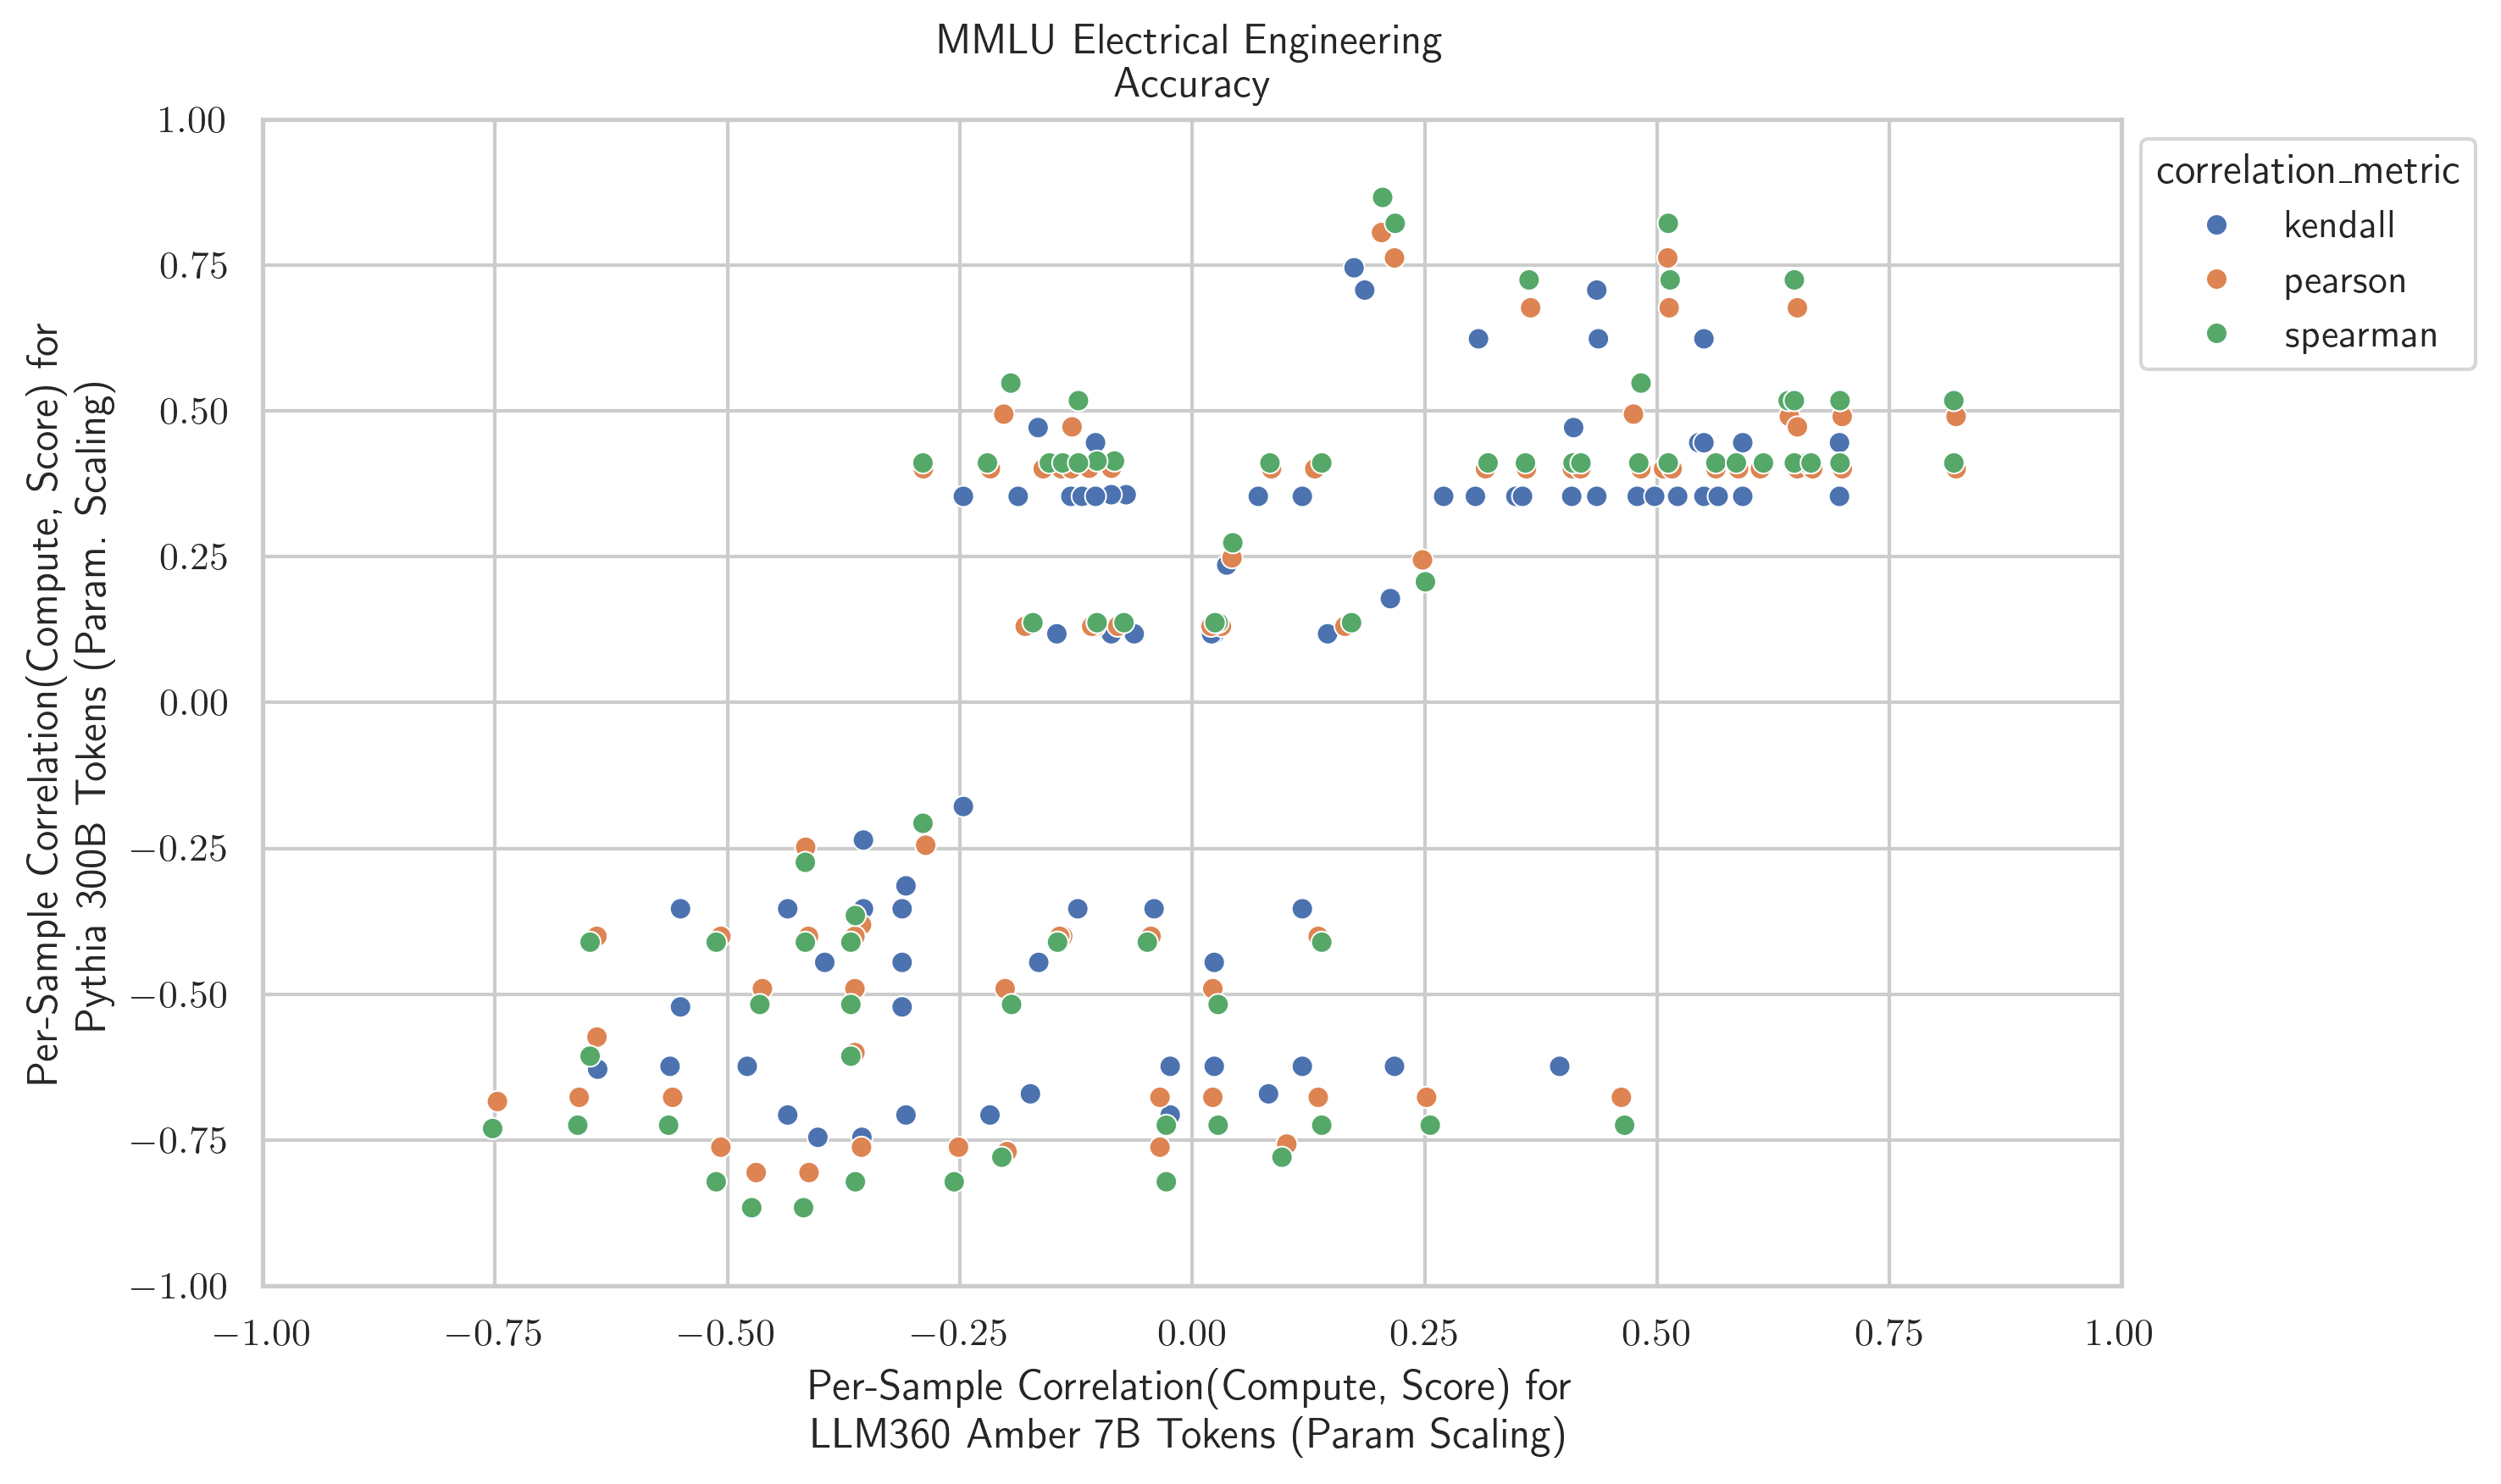 MMLU Electrical Engineering
Accuracy
1.00
0.75
0.50
0.25
0.00
−0.25
−0.50
−0.75
−1.00
Per-Sample Correlation(Compute, Score) for
Pythia 300B Tokens (Param. Scaling)
correlation_metric
kendall
pearson
spearman
−1.00 −0.75 −0.50 −0.25 0.00 0.25 0.50 0.75 1.00
Per-Sample Correlation(Compute, Score) for
LLM360 Amber 7B Tokens (Param Scaling)